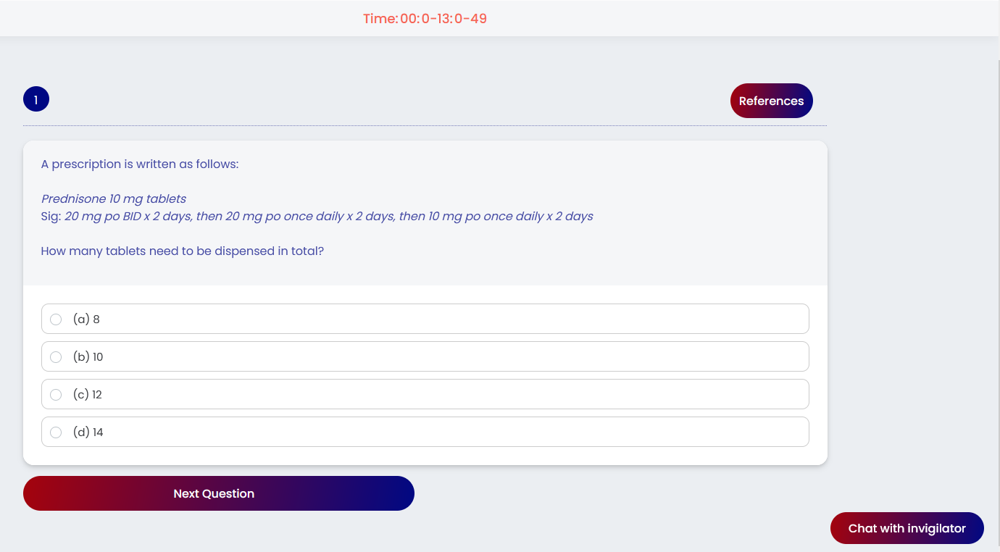 Time:00:0-13:0-49
1
References
A prescription is written as follows:
Prednisone 10 mg tablets
Sig: 20 mg po BID x 2 days, then 20 mg po once daily x 2 days, then 10 mg po once daily x 2 days
How many tablets need to be dispensed in total?
(a) 8
(b) 10
(c) 12
(d) 14
Next Question
Chat with invigilator